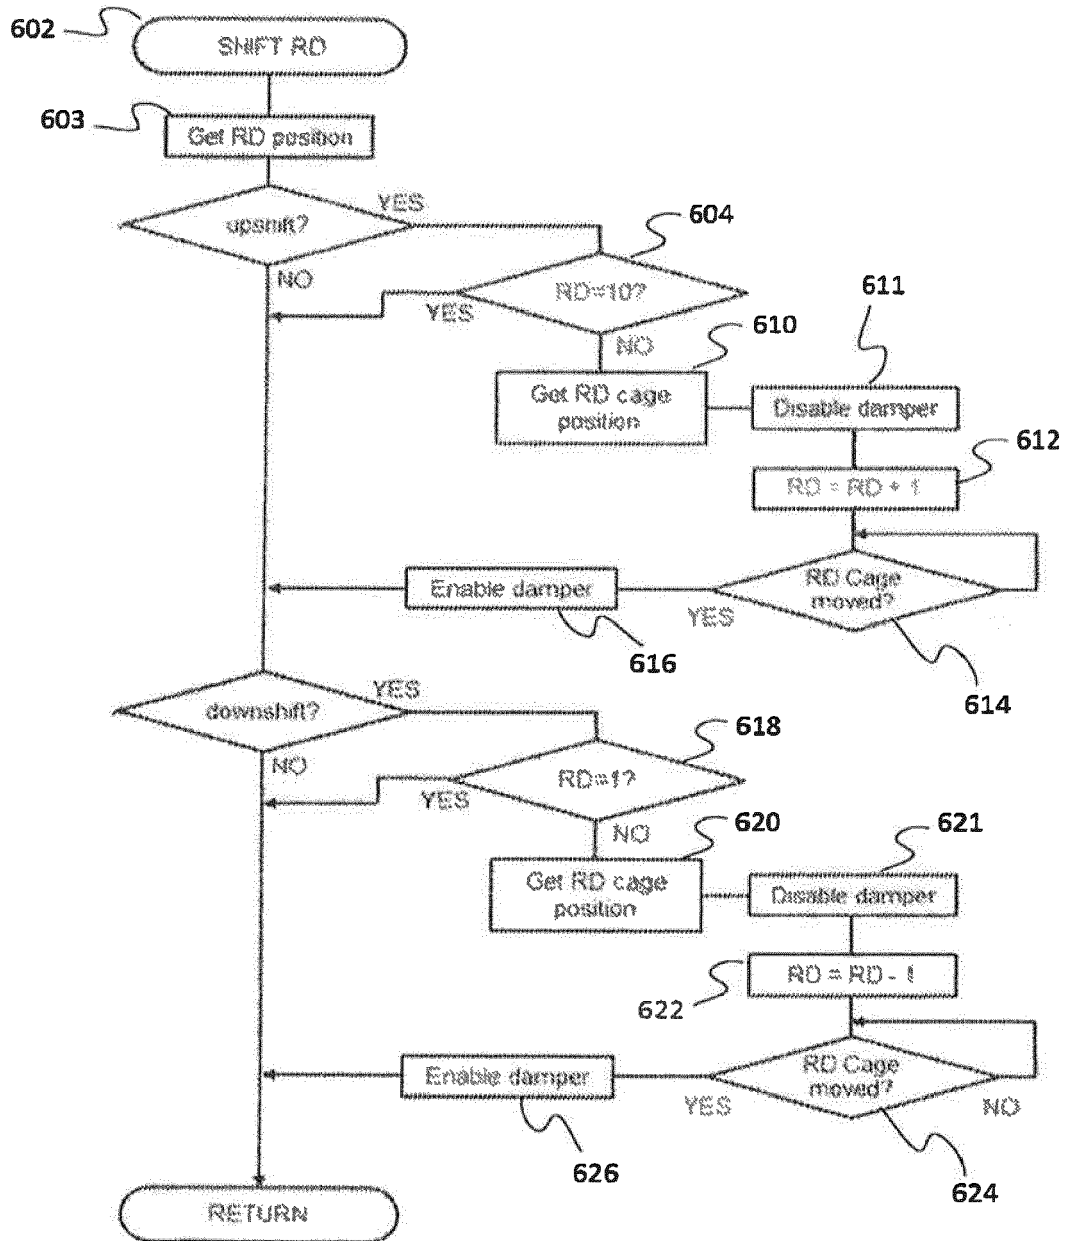 602
SHIFT RD
603
Get RD position
upshift?
YES
NO
604
RD=10?
YES
NO
610
Get RD cage
position
611
Disable damper
612
RD = RD + 1
RD Cage
moved?
YES
614
Enable damper
616
downshift?
YES
NO
618
RD=1?
YES
NO
620
Get RD cage
position
621
Disable damper
622
RD = RD - 1
RD Cage
moved?
YES
NO
624
Enable damper
626
RETURN